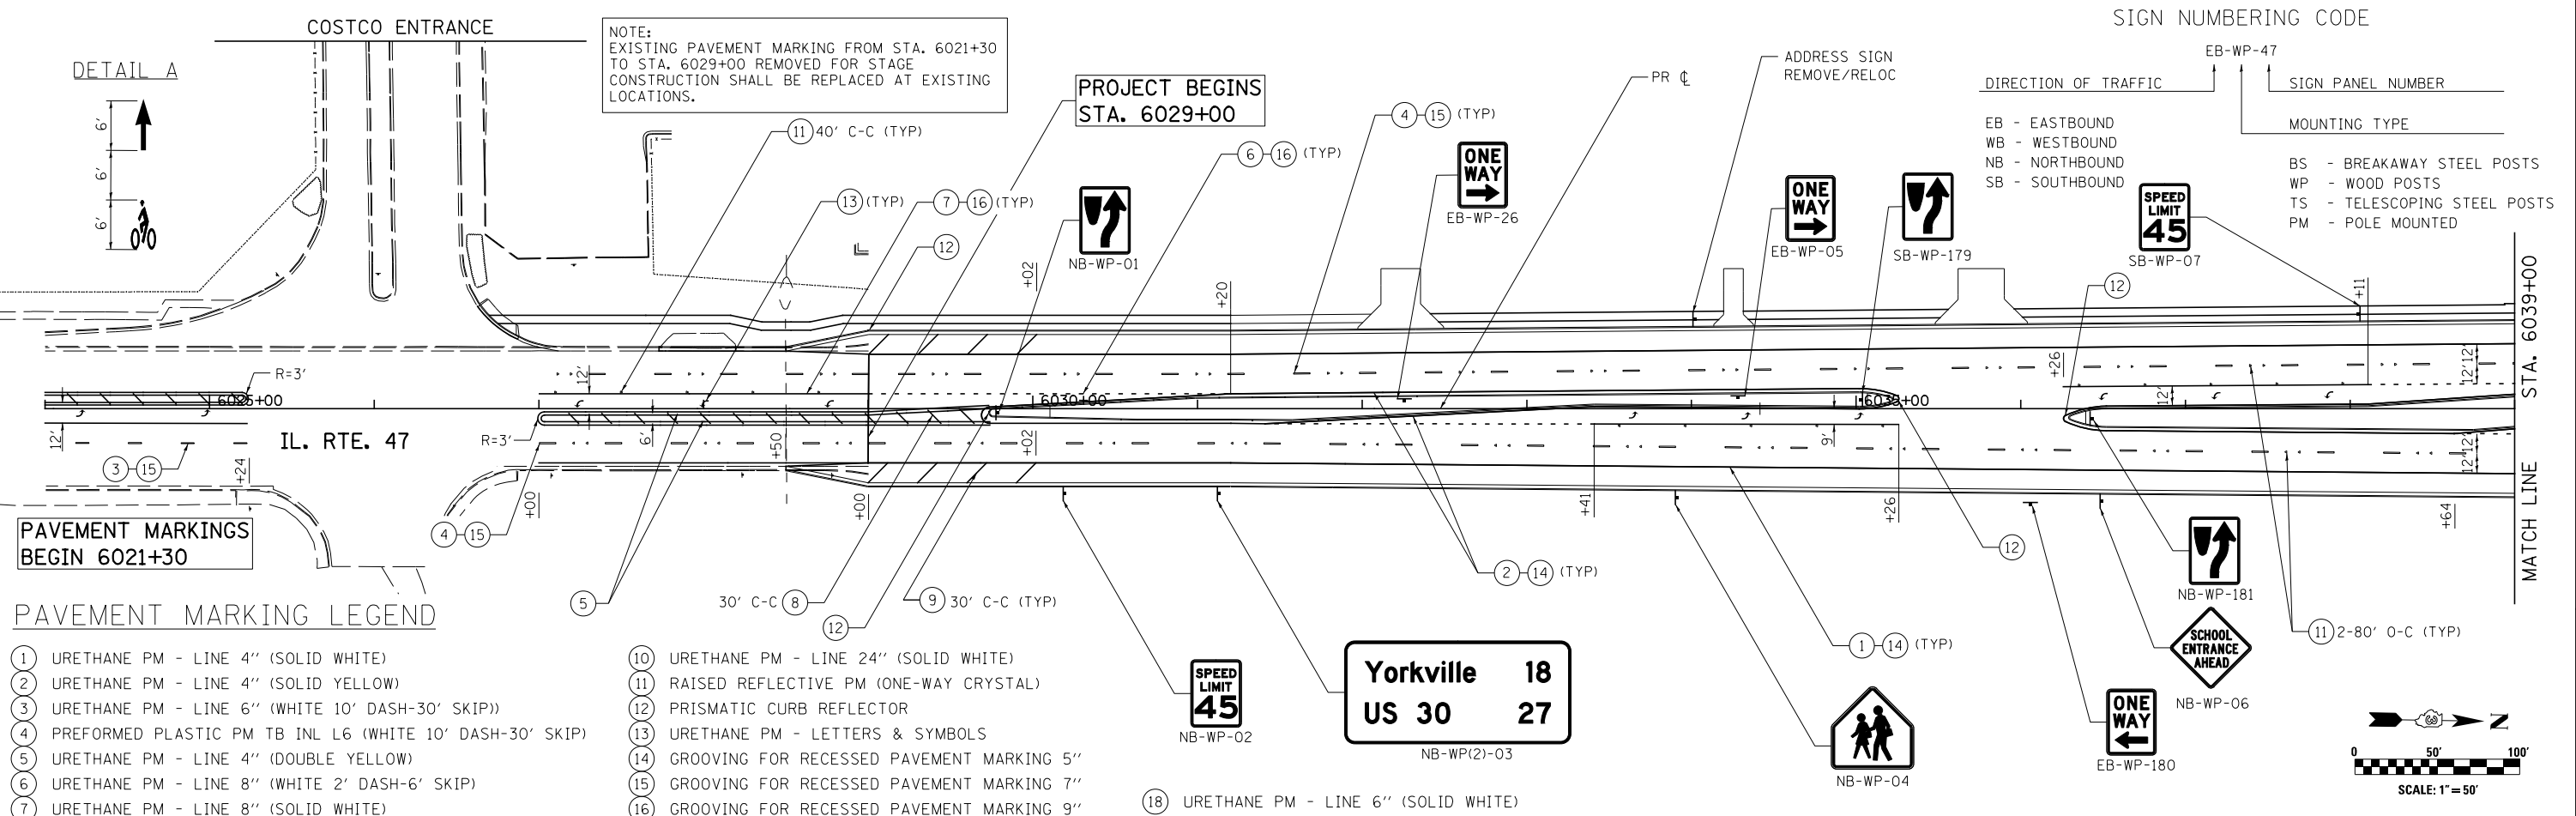 COSTCO ENTRANCE
DETAIL A
6'
6'
6'
NOTE:
EXISTING PAVEMENT MARKING FROM STA. 6021+30
TO STA. 6029+00 REMOVED FOR STAGE
CONSTRUCTION SHALL BE REPLACED AT EXISTING
LOCATIONS.
PROJECT BEGINS
STA. 6029+00
11 40' C-C (TYP)
13 (TYP)
7 16 (TYP)
12
6 16 (TYP)
4 15 (TYP)
PR ℄
ADDRESS SIGN
REMOVE/RELOC
NB-WP-01
ONE
WAY
EB-WP-26
ONE
WAY
EB-WP-05
SB-WP-179
SPEED
LIMIT
45
SB-WP-07
12
SIGN NUMBERING CODE
EB-WP-47
DIRECTION OF TRAFFIC
SIGN PANEL NUMBER
MOUNTING TYPE
EB - EASTBOUND
WB - WESTBOUND
NB - NORTHBOUND
SB - SOUTHBOUND
BS - BREAKAWAY STEEL POSTS
WP - WOOD POSTS
TS - TELESCOPING STEEL POSTS
PM - POLE MOUNTED
+02
+20
+26
+11
MATCH LINE STA. 6039+00
R=3'
6025+00
12'
6030+00
6035+00
12'
12'
12'
12'
IL. RTE. 47
R=3'
6'
+50
+02
9'
12'
12'
3 15
+24
+00
+00
+41
+26
+64
4 15
PAVEMENT MARKINGS
BEGIN 6021+30
5
30' C-C 8
12
9 30' C-C (TYP)
2 14 (TYP)
12
1 14 (TYP)
NB-WP-181
11 2-80' O-C (TYP)
SPEED
LIMIT
45
NB-WP-02
Yorkville 18
US 30 27
NB-WP(2)-03
NB-WP-04
ONE
WAY
EB-WP-180
SCHOOL
ENTRANCE
AHEAD
NB-WP-06
N
0 50' 100'
SCALE: 1" = 50'
PAVEMENT MARKING LEGEND
1 URETHANE PM - LINE 4" (SOLID WHITE)
2 URETHANE PM - LINE 4" (SOLID YELLOW)
3 URETHANE PM - LINE 6" (WHITE 10' DASH-30' SKIP))
4 PREFORMED PLASTIC PM TB INL L6 (WHITE 10' DASH-30' SKIP)
5 URETHANE PM - LINE 4" (DOUBLE YELLOW)
6 URETHANE PM - LINE 8" (WHITE 2' DASH-6' SKIP)
7 URETHANE PM - LINE 8" (SOLID WHITE)
10 URETHANE PM - LINE 24" (SOLID WHITE)
11 RAISED REFLECTIVE PM (ONE-WAY CRYSTAL)
12 PRISMATIC CURB REFLECTOR
13 URETHANE PM - LETTERS & SYMBOLS
14 GROOVING FOR RECESSED PAVEMENT MARKING 5"
15 GROOVING FOR RECESSED PAVEMENT MARKING 7"
16 GROOVING FOR RECESSED PAVEMENT MARKING 9"
18 URETHANE PM - LINE 6" (SOLID WHITE)